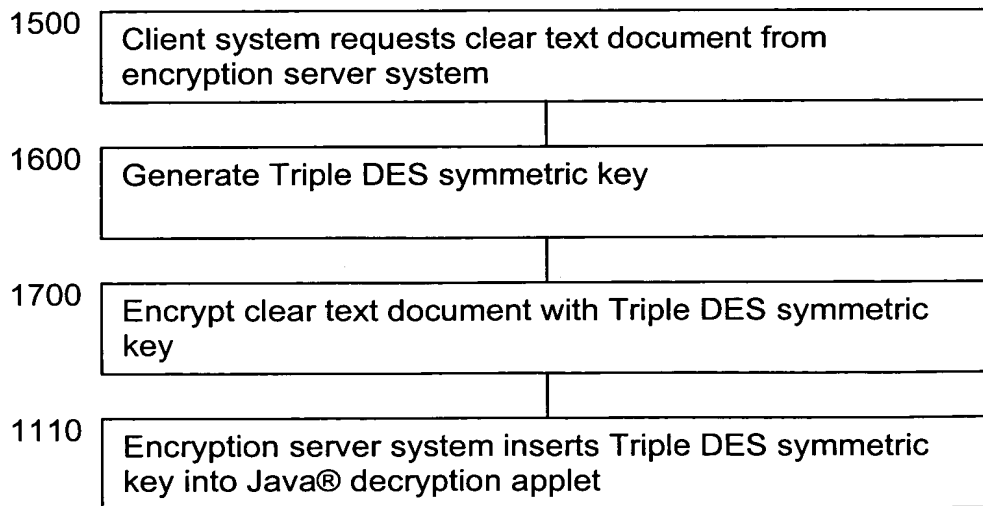 1500
Client system requests clear text document from
encryption server system
1600
Generate Triple DES symmetric key
1700
Encrypt clear text document with Triple DES symmetric
key
1110
Encryption server system inserts Triple DES symmetric
key into Java® decryption applet